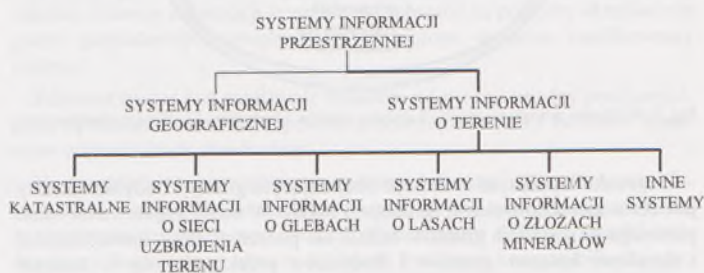 SYSTEMY INFORMACJI
PRZESTRZENNEJ
SYSTEMY INFORMACJI
GEOGRAFICZNEJ
SYSTEMY INFORMACJI
O TERENIE
SYSTEMY
KATASTRALNE
SYSTEMY
INFORMACJI
O SIECI
UZBROJENIA
TERENU
SYSTEMY
INFORMACJI
O GLEBACH
SYSTEMY
INFORMACJI
O LASACH
SYSTEMY
INFORMACJI
O ZŁOŻACH
MINERAŁÓW
INNE
SYSTEMY